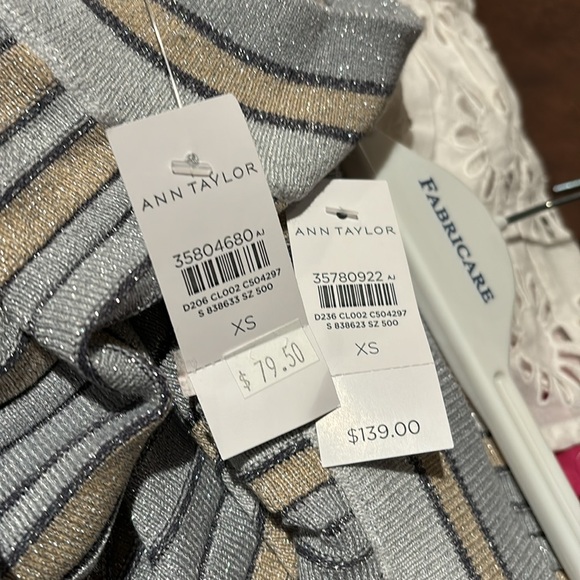 ANN TAYLOR
35804680 AJ
D206 CL002 C504297
S 838633 SZ 500
XS
79.50
ANN TAYLOR
35780922 AJ
D236 CL002 C504297
S 838623 SZ 500
XS
$139.00
FABRICARE